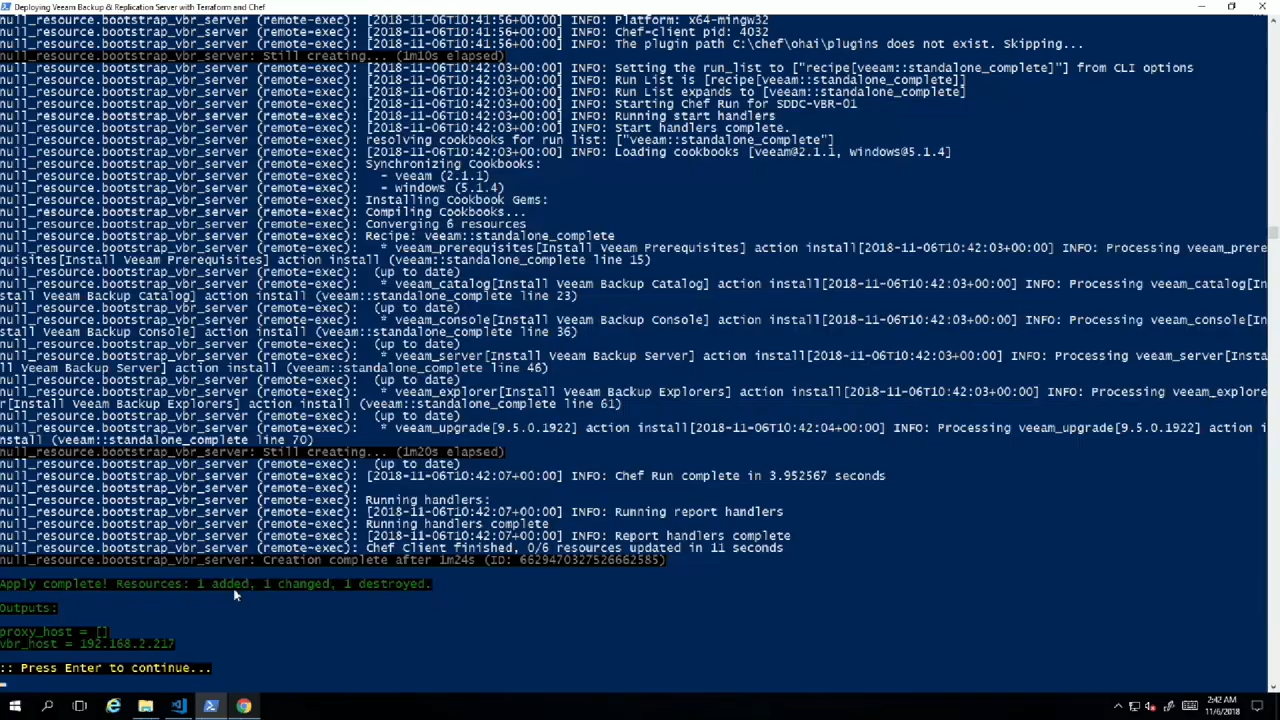 Deploying Veeam Backup & Replication Server with Terraform and Chef
null_resource.bootstrap_vbr_server (remote-exec): [2018-11-06T10:41:56+00:00] INFO: Platform: x64-mingw32
null_resource.bootstrap_vbr_server (remote-exec): [2018-11-06T10:41:56+00:00] INFO: Chef-client pid: 4032
null_resource.bootstrap_vbr_server (remote-exec): [2018-11-06T10:41:56+00:00] INFO: The plugin path C:\chef\ohai\plugins does not exist. Skipping...
null_resource.bootstrap_vbr_server: Still creating... (1m10s elapsed)
null_resource.bootstrap_vbr_server (remote-exec): [2018-11-06T10:42:03+00:00] INFO: Setting the run_list to ["recipe[veeam::standalone_complete]"] from CLI options
null_resource.bootstrap_vbr_server (remote-exec): [2018-11-06T10:42:03+00:00] INFO: Run List is [recipe[veeam::standalone_complete]]
null_resource.bootstrap_vbr_server (remote-exec): [2018-11-06T10:42:03+00:00] INFO: Run List expands to [veeam::standalone_complete]
null_resource.bootstrap_vbr_server (remote-exec): [2018-11-06T10:42:03+00:00] INFO: Starting Chef Run for SDDC-VBR-01
null_resource.bootstrap_vbr_server (remote-exec): [2018-11-06T10:42:03+00:00] INFO: Running start handlers
null_resource.bootstrap_vbr_server (remote-exec): [2018-11-06T10:42:03+00:00] INFO: Start handlers complete.
null_resource.bootstrap_vbr_server (remote-exec): resolving cookbooks for run list: ["veeam::standalone_complete"]
null_resource.bootstrap_vbr_server (remote-exec): [2018-11-06T10:42:03+00:00] INFO: Loading cookbooks [veeam@2.1.1, windows@5.1.4]
null_resource.bootstrap_vbr_server (remote-exec): Synchronizing Cookbooks:
null_resource.bootstrap_vbr_server (remote-exec):   - veeam (2.1.1)
null_resource.bootstrap_vbr_server (remote-exec):   - windows (5.1.4)
null_resource.bootstrap_vbr_server (remote-exec): Installing Cookbook Gems:
null_resource.bootstrap_vbr_server (remote-exec): Compiling Cookbooks...
null_resource.bootstrap_vbr_server (remote-exec): Converging 6 resources
null_resource.bootstrap_vbr_server (remote-exec): Recipe: veeam::standalone_complete
null_resource.bootstrap_vbr_server (remote-exec):   * veeam_prerequisites[Install Veeam Prerequisites] action install[2018-11-06T10:42:03+00:00] INFO: Processing veeam_prere
quisites[Install Veeam Prerequisites] action install (veeam::standalone_complete line 15)
null_resource.bootstrap_vbr_server (remote-exec):  (up to date)
null_resource.bootstrap_vbr_server (remote-exec):   * veeam_catalog[Install Veeam Backup Catalog] action install[2018-11-06T10:42:03+00:00] INFO: Processing veeam_catalog[In
stall Veeam Backup Catalog] action install (veeam::standalone_complete line 23)
null_resource.bootstrap_vbr_server (remote-exec):  (up to date)
null_resource.bootstrap_vbr_server (remote-exec):   * veeam_console[Install Veeam Backup Console] action install[2018-11-06T10:42:03+00:00] INFO: Processing veeam_console[In
stall Veeam Backup Console] action install (veeam::standalone_complete line 36)
null_resource.bootstrap_vbr_server (remote-exec):  (up to date)
null_resource.bootstrap_vbr_server (remote-exec):   * veeam_server[Install Veeam Backup Server] action install[2018-11-06T10:42:03+00:00] INFO: Processing veeam_server[Insta
ll Veeam Backup Server] action install (veeam::standalone_complete line 46)
null_resource.bootstrap_vbr_server (remote-exec):  (up to date)
null_resource.bootstrap_vbr_server (remote-exec):   * veeam_explorer[Install Veeam Backup Explorers] action install[2018-11-06T10:42:03+00:00] INFO: Processing veeam_explore
r[Install Veeam Backup Explorers] action install (veeam::standalone_complete line 61)
null_resource.bootstrap_vbr_server (remote-exec):  (up to date)
null_resource.bootstrap_vbr_server (remote-exec):   * veeam_upgrade[9.5.0.1922] action install[2018-11-06T10:42:04+00:00] INFO: Processing veeam_upgrade[9.5.0.1922] action i
nstall (veeam::standalone_complete line 70)
null_resource.bootstrap_vbr_server: Still creating... (1m20s elapsed)
null_resource.bootstrap_vbr_server (remote-exec):  (up to date)
null_resource.bootstrap_vbr_server (remote-exec): [2018-11-06T10:42:07+00:00] INFO: Chef Run complete in 3.952567 seconds
null_resource.bootstrap_vbr_server (remote-exec):
null_resource.bootstrap_vbr_server (remote-exec): Running handlers:
null_resource.bootstrap_vbr_server (remote-exec): [2018-11-06T10:42:07+00:00] INFO: Running report handlers
null_resource.bootstrap_vbr_server (remote-exec): Running handlers complete
null_resource.bootstrap_vbr_server (remote-exec): [2018-11-06T10:42:07+00:00] INFO: Report handlers complete
null_resource.bootstrap_vbr_server (remote-exec): Chef Client finished, 0/6 resources updated in 11 seconds
null_resource.bootstrap_vbr_server: Creation complete after 1m24s (ID: 6629470327526662585)
Apply complete! Resources: 1 added, 1 changed, 1 destroyed.
Outputs:
proxy_host = []
vbr_host = 192.168.2.217
:: Press Enter to continue...
2:42 AM
11/6/2018